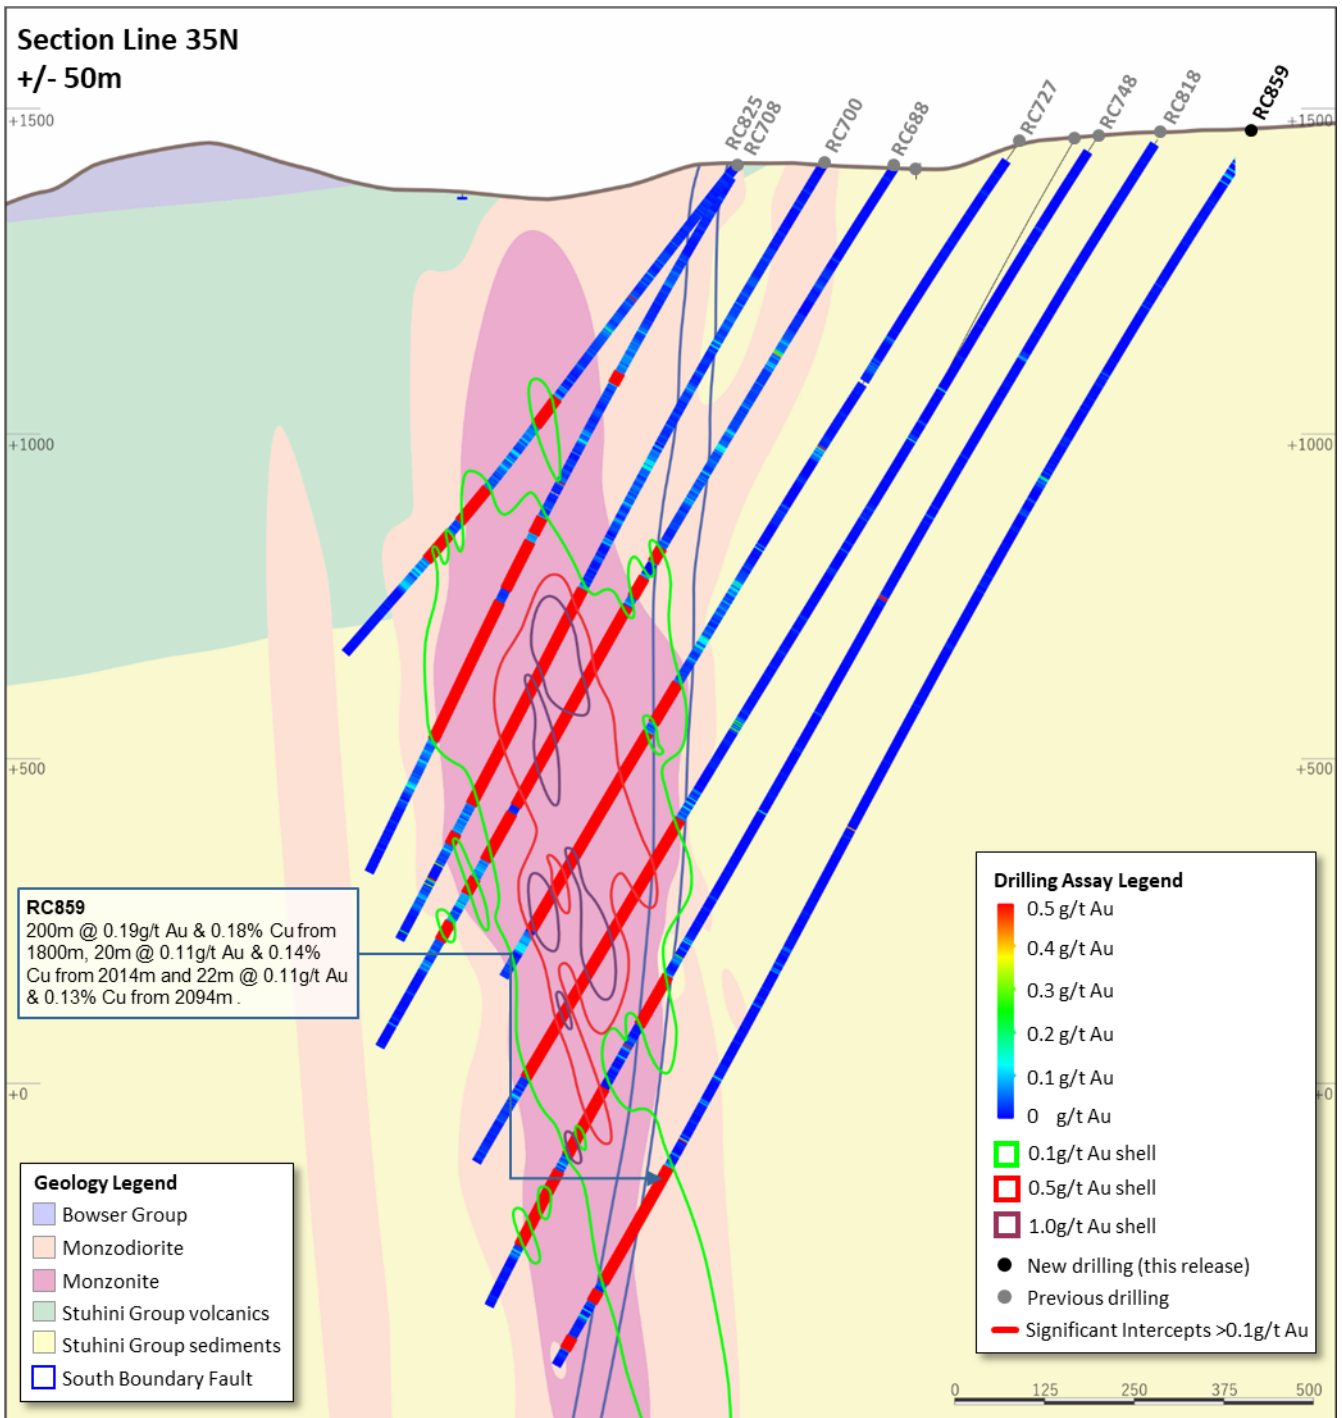 Section Line 35N
+/- 50m
RC825
RC708
RC700
RC688
RC727
RC748
RC818
RC859
+1500
+1500
+1000
+1000
+500
+500
+0
+0
RC859
200m @ 0.19g/t Au & 0.18% Cu from
1800m, 20m @ 0.11g/t Au & 0.14%
Cu from 2014m and 22m @ 0.11g/t Au
& 0.13% Cu from 2094m .
Drilling Assay Legend
0.5 g/t Au
0.4 g/t Au
0.3 g/t Au
0.2 g/t Au
0.1 g/t Au
0 g/t Au
0.1g/t Au shell
0.5g/t Au shell
1.0g/t Au shell
New drilling (this release)
Previous drilling
Significant Intercepts >0.1g/t Au
Geology Legend
Bowser Group
Monzodiorite
Monzonite
Stuhini Group volcanics
Stuhini Group sediments
South Boundary Fault
0 125 250 375 500